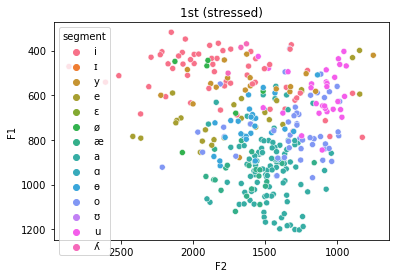 1st (stressed)
segment
i
ɪ
y
e
ɛ
ø
æ
a
ɑ
ɵ
o
ʊ
u
ʎ
400
600
800
1000
1200
F1
2500
2000
1500
1000
F2